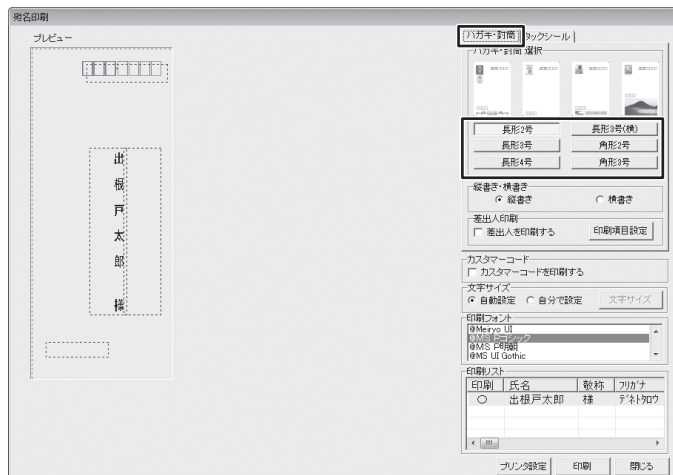 宛名印刷
プレビュー
出根戸太郎 様
ハガキ・封筒 タックシール
ハガキ・封筒 選択
長形2号 長形3号(横)
長形3号 角形2号
長形4号 角形3号
縦書き・横書き
縦書き 横書き
差出人印刷
差出人を印刷する 印刷項目設定
カスタマーコード
カスタマーコードを印刷する
文字サイズ
自動設定 自分で設定 文字サイズ
印刷フォント
@Meiryo UI
@MS Pゴシック
@MS P明朝
@MS UI Gothic
印刷リスト
印刷 氏名 敬称 フリガナ
○ 出根戸太郎 様 デネトタロウ
プリンタ設定 印刷 閉じる